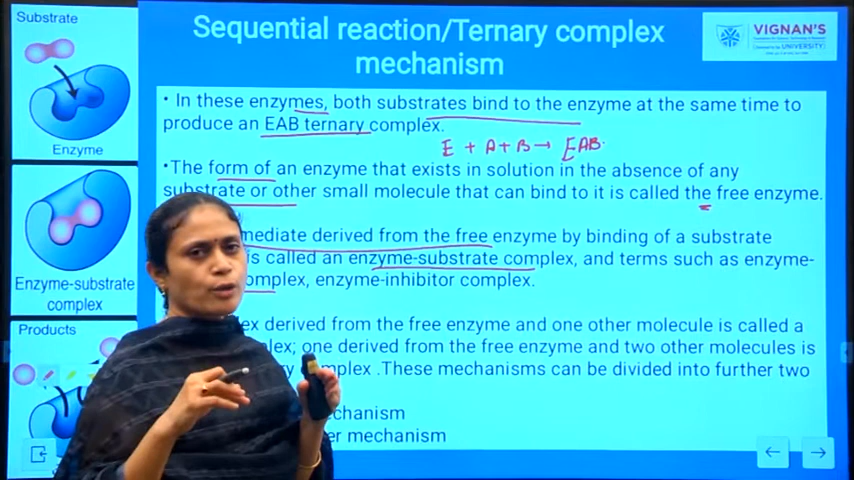 Substrate
Enzyme
Enzyme-substrate
complex
Products
Sequential reaction/Ternary complex
mechanism
VIGNAN'S
UNIVERSITY
• In these enzymes, both substrates bind to the enzyme at the same time to
produce an EAB ternary complex.
E + A + B → [AB
•The form of an enzyme that exists in solution in the absence of any
substrate or other small molecule that can bind to it is called the free enzyme.
mediate derived from the free enzyme by binding of a substrate
called an enzyme-substrate complex, and terms such as enzyme-
omplex, enzyme-inhibitor complex.
ex derived from the free enzyme and one other molecule is called a
plex; one derived from the free enzyme and two other molecules is
complex .These mechanisms can be divided into further two
echanism
er mechanism